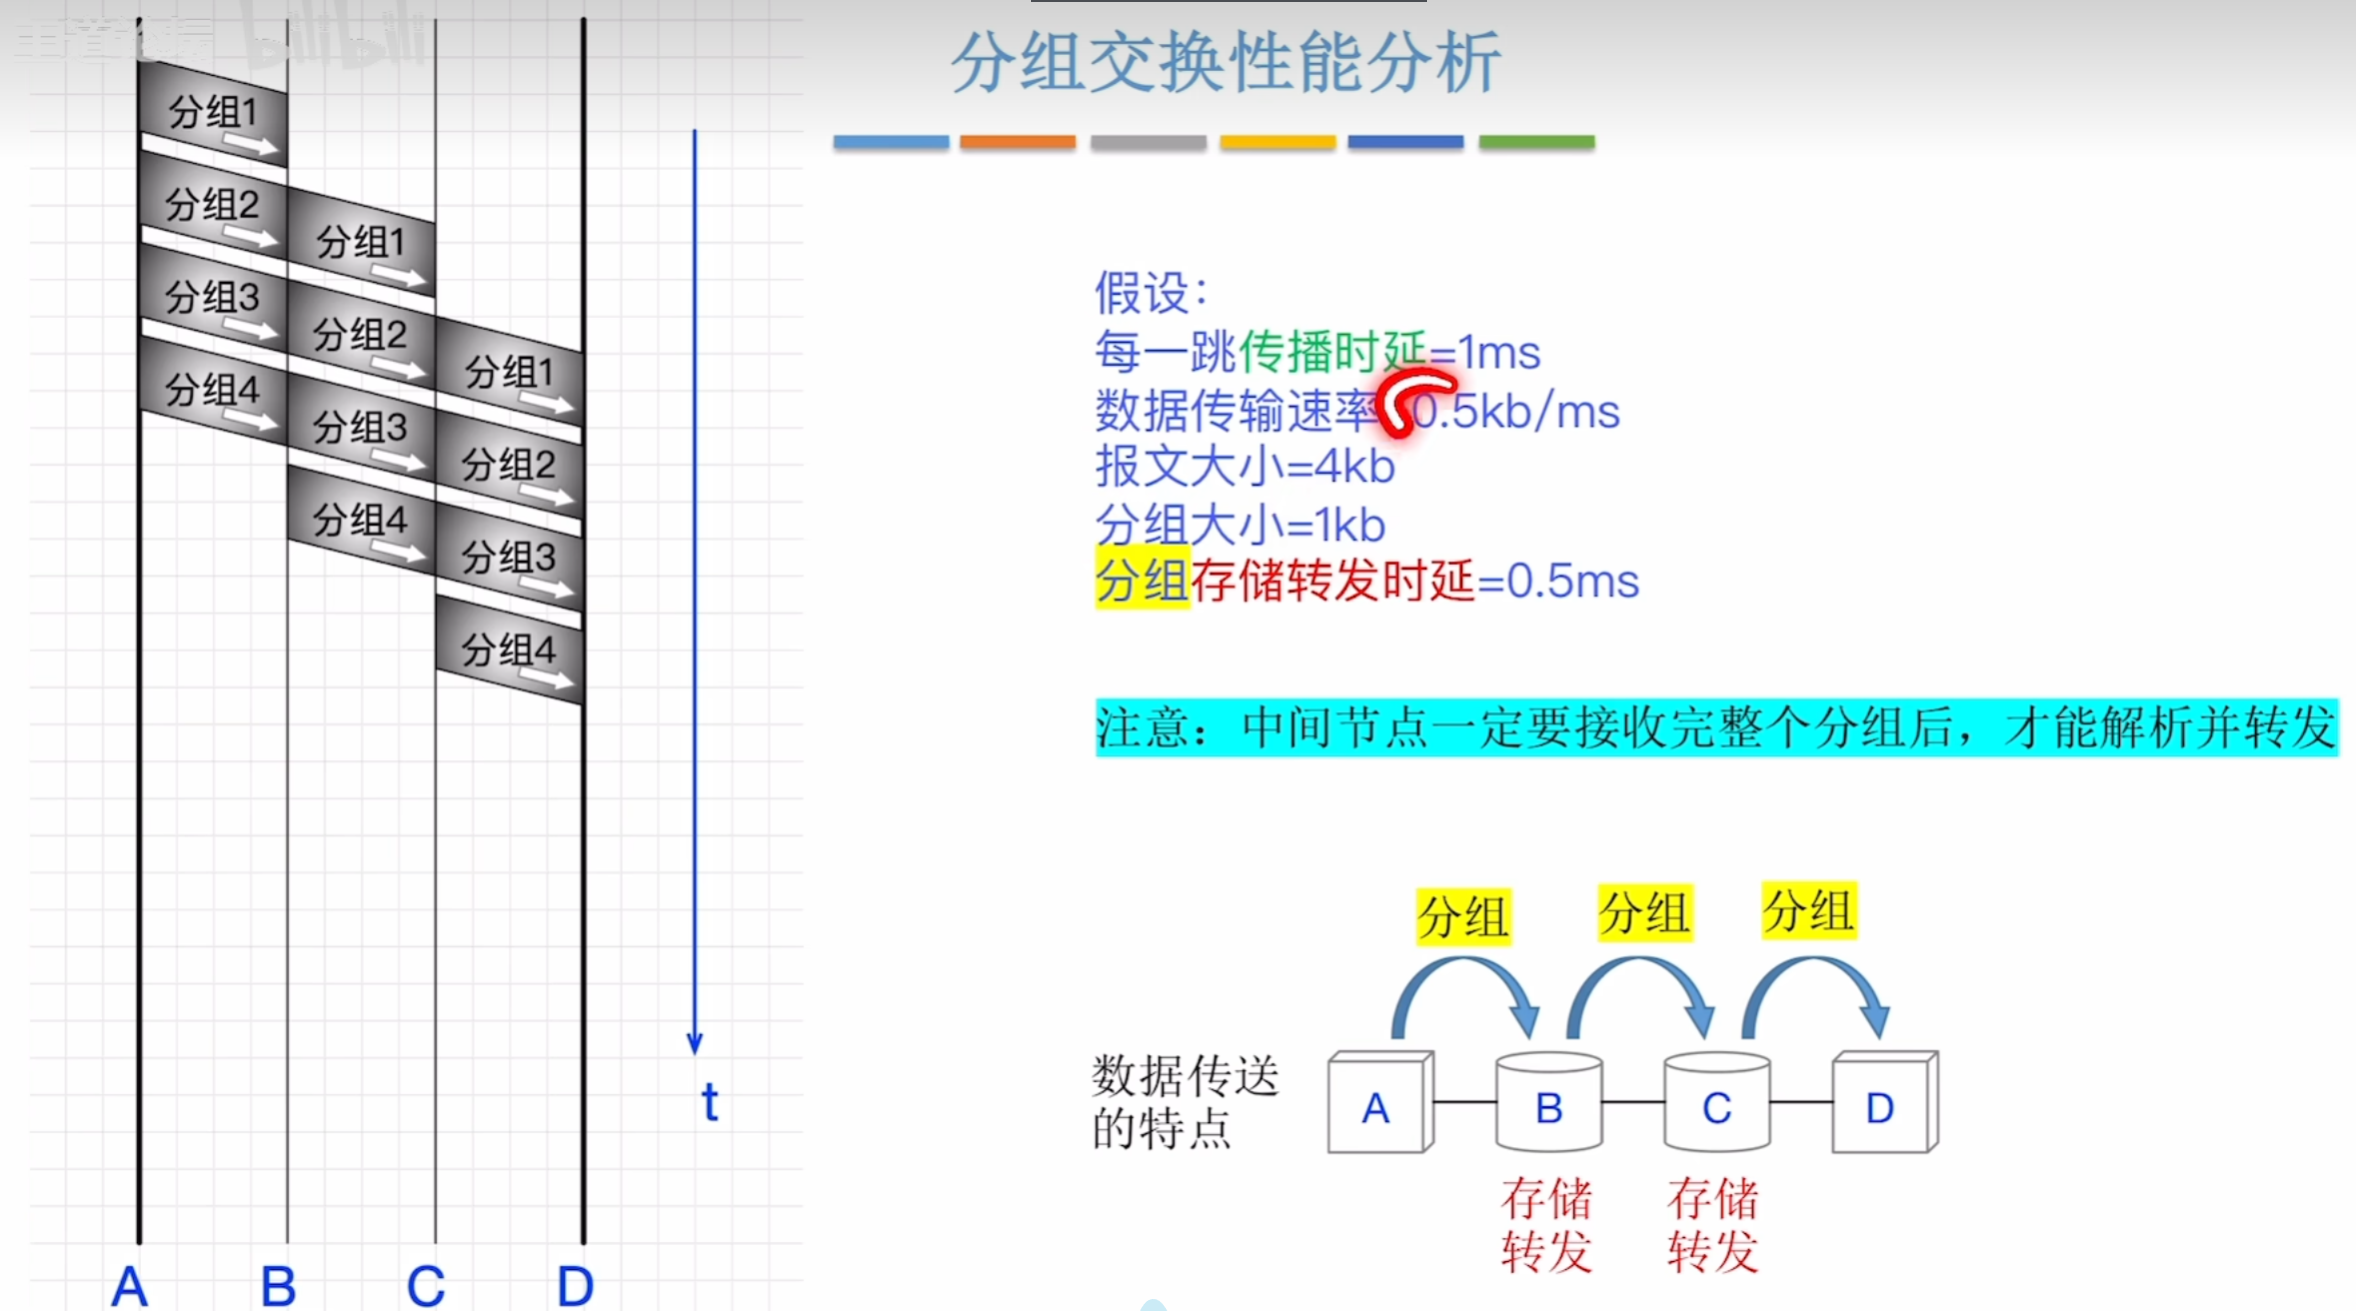 王道论坛 bilibili
分组交换性能分析
分组1
分组2
分组1
分组3
分组2
分组1
分组4
分组3
分组2
分组4
分组3
分组4
t
A B C D
假设：
每一跳传播时延=1ms
数据传输速率 0.5kb/ms
报文大小=4kb
分组大小=1kb
分组存储转发时延=0.5ms
注意：中间节点一定要接收完整个分组后，才能解析并转发
分组 分组 分组
数据传送
的特点
A B C D
存储 存储
转发 转发